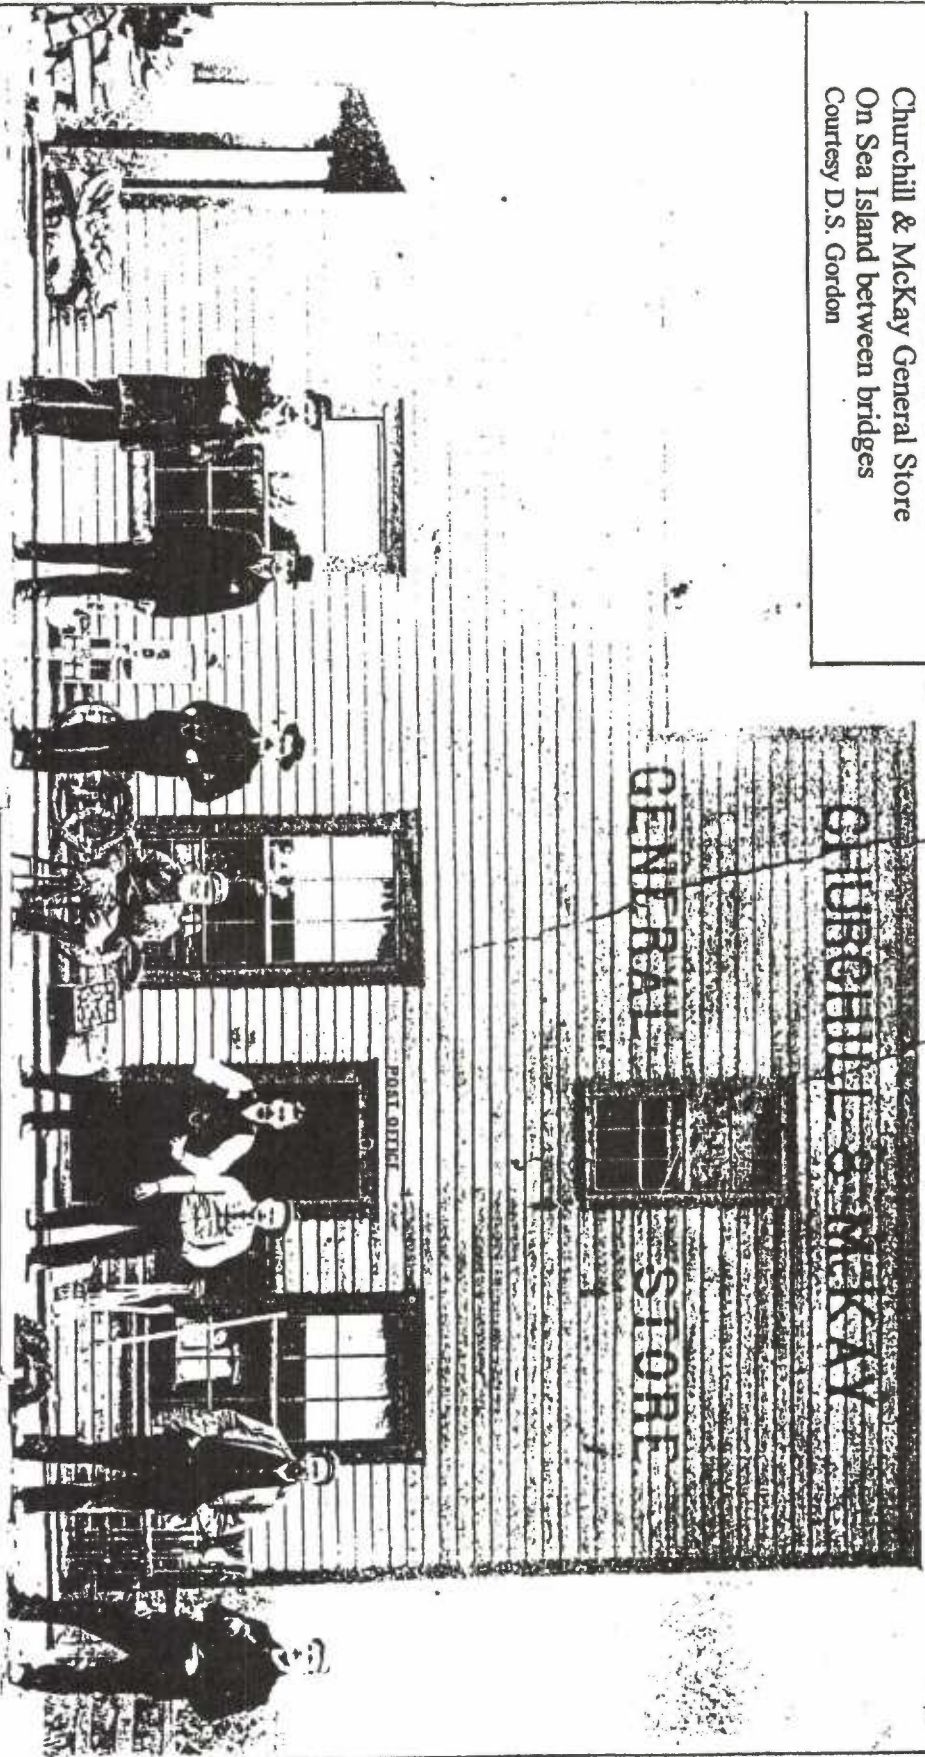 Churchill & McKay General Store
On Sea Island between bridges
Courtesy D.S. Gordon
CHURCHILL & McKAY
GENERAL STORE
POST OFFICE